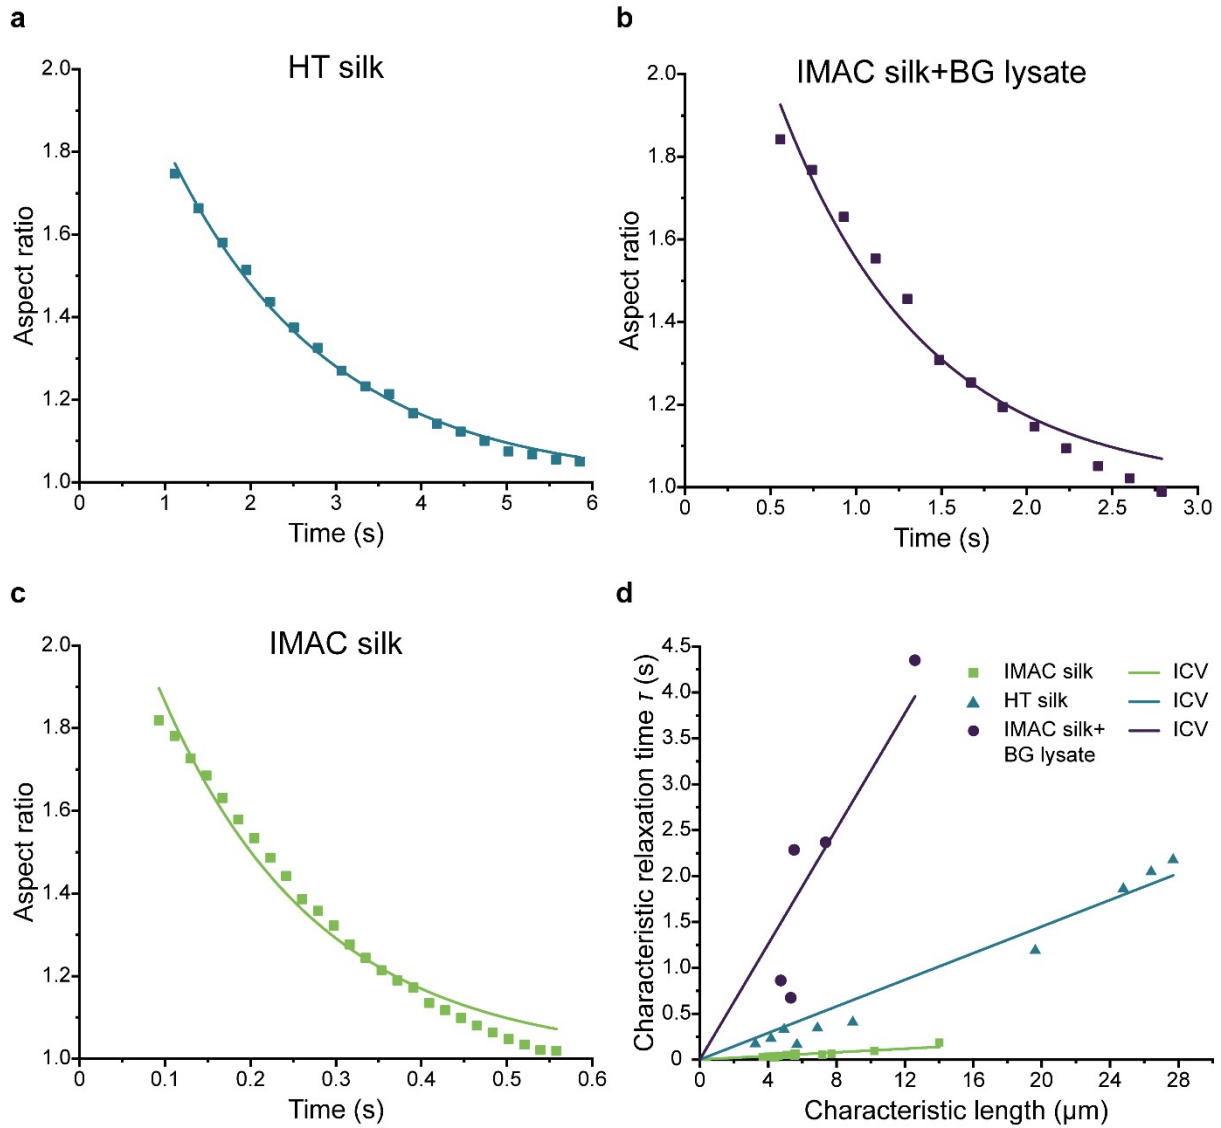 a
HT silk
2.0
1.8
1.6
1.4
1.2
1.0
Aspect ratio
0
1
2
3
4
5
6
Time (s)
b
IMAC silk+BG lysate
2.0
1.8
1.6
1.4
1.2
1.0
Aspect ratio
0
0.5
1.0
1.5
2.0
2.5
3.0
Time (s)
c
IMAC silk
2.0
1.8
1.6
1.4
1.2
1.0
Aspect ratio
0
0.1
0.2
0.3
0.4
0.5
0.6
Time (s)
d
4.5
4.0
3.5
3.0
2.5
2.0
1.5
1.0
0.5
0
Characteristic relaxation time τ (s)
IMAC silk
ICV
HT silk
ICV
IMAC silk+
ICV
BG lysate
0
4
8
12
16
20
24
28
Characteristic length (μm)